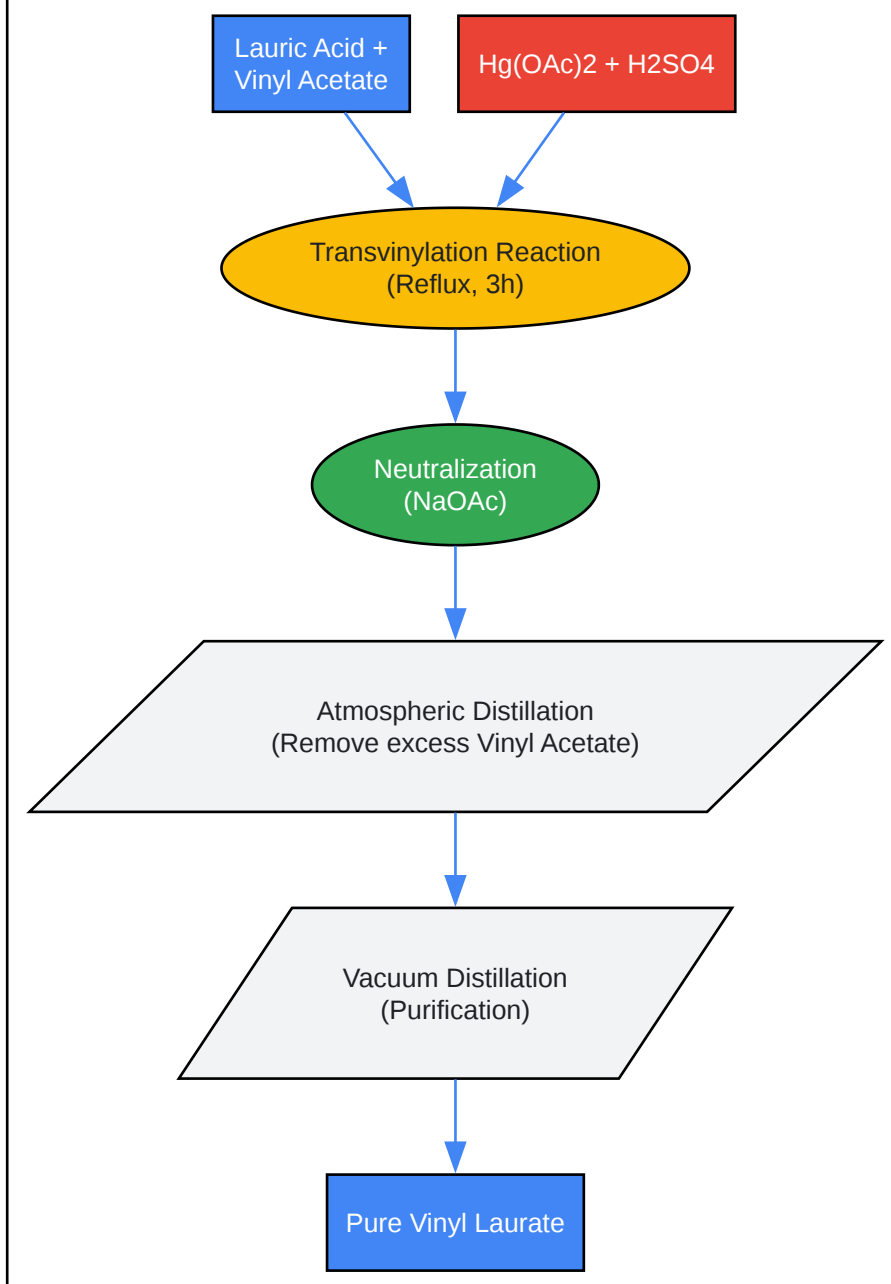 Lauric Acid +
Vinyl Acetate
Hg(OAc)2 + H2SO4
Transvinylation Reaction
(Reflux, 3h)
Neutralization
(NaOAc)
Atmospheric Distillation
(Remove excess Vinyl Acetate)
Vacuum Distillation
(Purification)
Pure Vinyl Laurate